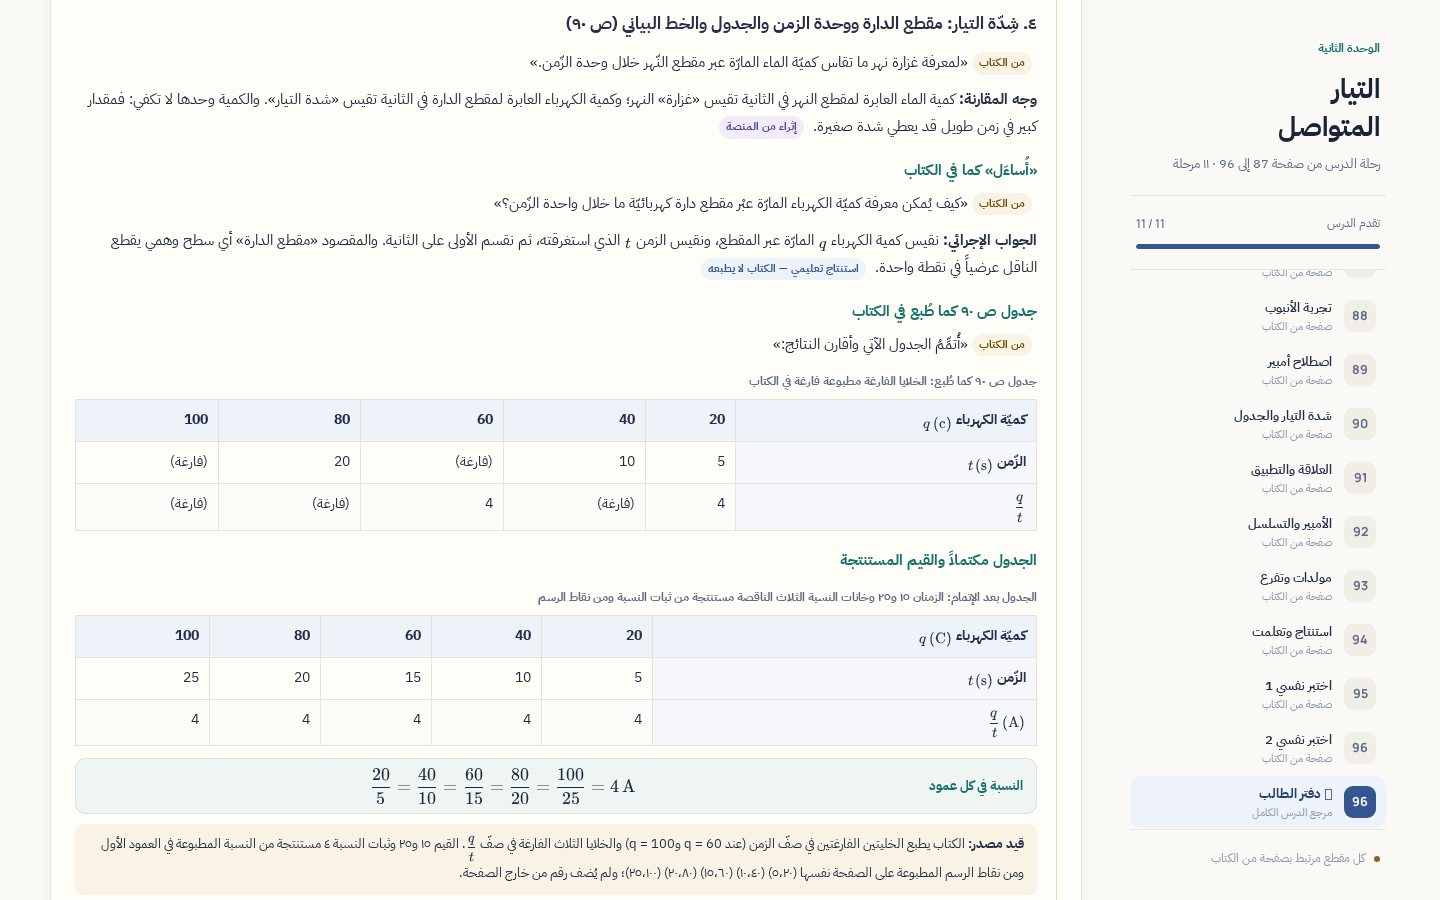 الوحدة الثانية
التيار
المتواصل
رحلة الدرس من صفحة 87 إلى 96 · ١١ مرحلة
تقدم الدرس
11 / 11
صفحة من الكتاب
88
تجربة الأنبوب
صفحة من الكتاب
89
اصطلاح أمبير
صفحة من الكتاب
90
شدة التيار والجدول
صفحة من الكتاب
91
العلاقة والتطبيق
صفحة من الكتاب
92
الأمبير والتسلسل
صفحة من الكتاب
93
مولدات وتفرع
صفحة من الكتاب
94
استنتاج وتعلمت
صفحة من الكتاب
95
اختبر نفسي 1
صفحة من الكتاب
96
اختبر نفسي 2
صفحة من الكتاب
96
دفتر الطالب
مرجع الدرس الكامل
كل مقطع مرتبط بصفحة من الكتاب
٤. شِدّة التيار: مقطع الدارة ووحدة الزمن والجدول والخط البياني (ص ٩٠)
من الكتاب «لمعرفة غزارة نهر ما تقاس كميّة الماء المارّة عبر مقطع النّهر خلال وحدة الزّمن.»
وجه المقارنة: كمية الماء العابرة لمقطع النهر في الثانية تقيس «غزارة» النهر؛ وكمية الكهرباء العابرة لمقطع الدارة في الثانية تقيس «شدة التيار». والكمية وحدها لا تكفي: فمقدار
كبير في زمن طويل قد يعطي شدة صغيرة. إثراء من المنصة
«أُساءَل» كما في الكتاب
من الكتاب «كيف يُمكن معرفة كميّة الكهرباء المارّة عبْر مقطع دارة كهربائيّة ما خلال واحدة الزّمن؟»
الجواب الإجرائي: نقيس كمية الكهرباء q المارّة عبر المقطع، ونقيس الزمن t الذي استغرقته، ثم نقسم الأولى على الثانية. والمقصود «مقطع الدارة» أي سطح وهمي يقطع
الناقل عرضياً في نقطة واحدة. استنتاج تعليمي — الكتاب لا يطبعه
جدول ص ٩٠ كما طُبع في الكتاب
من الكتاب «أُتمِّمُ الجدول الآتي وأقارن النتائج:»
جدول ص ٩٠ كما طُبع: الخلايا الفارغة مطبوعة فارغة في الكتاب
كميّة الكهرباء q (c) 20 40 60 80 100
الزّمن t (s) 5 10 (فارغة) 20 (فارغة)
q/t 4 (فارغة) 4 (فارغة) (فارغة)
الجدول مكتملاً والقيم المستنتجة
الجدول بعد الإتمام: الزمنان ١٥ و٢٥ وخانات النسبة الثلاث الناقصة مستنتجة من ثبات النسبة ومن نقاط الرسم
كميّة الكهرباء q (C) 20 40 60 80 100
الزّمن t (s) 5 10 15 20 25
q/t (A) 4 4 4 4 4
النسبة في كل عمود
20/5 = 40/10 = 60/15 = 80/20 = 100/25 = 4 A
قيد مصدر: الكتاب يطبع الخليتين الفارغتين في صفّ الزمن (عند q = 60 وq = 100) والخلايا الثلاث الفارغة في صفّ q/t. القيم ١٥ و٢٥ وثبات النسبة ٤ مستنتجة من النسبة المطبوعة في العمود الأول
ومن نقاط الرسم المطبوعة على الصفحة نفسها (٥،٢٠) (١٠،٤٠) (١٥،٦٠) (٢٠،٨٠) (٢٥،١٠٠)؛ ولم يُضف رقم من خارج الصفحة.